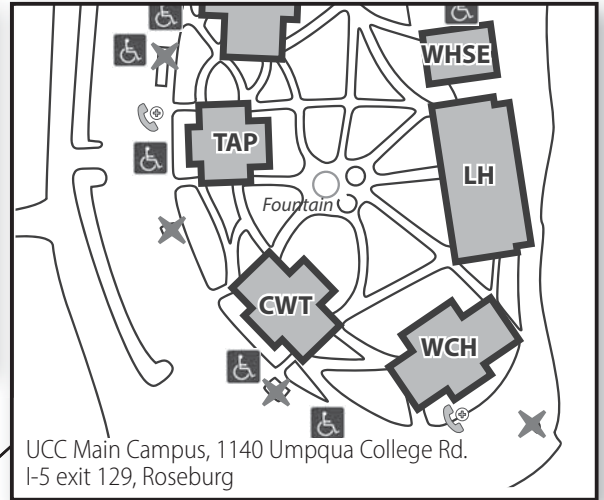 WHSE
TAP
LH
Fountain
CWT
WCH
UCC Main Campus, 1140 Umpqua College Rd.
I-5 exit 129, Roseburg